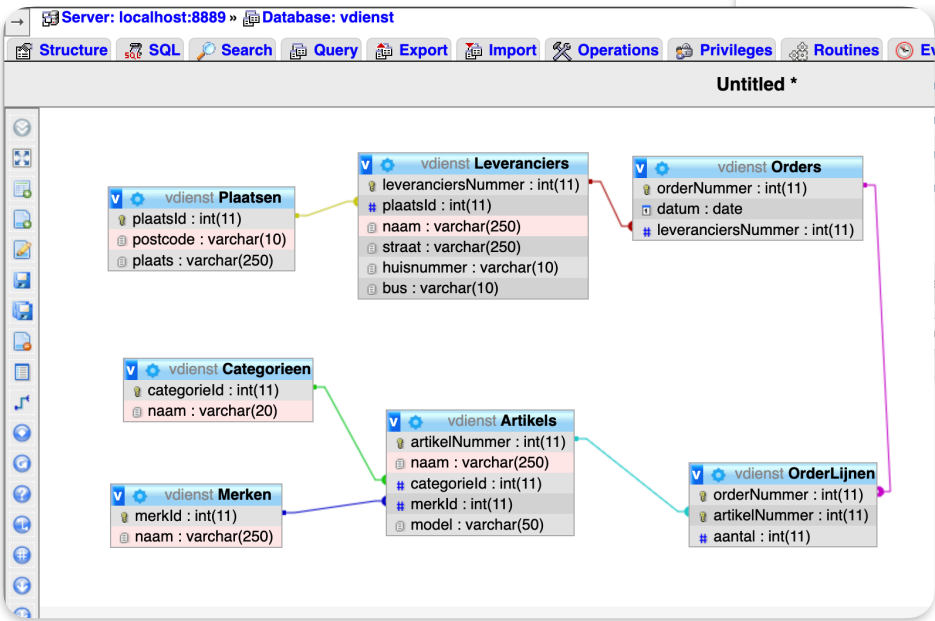 Server: localhost:8889 » Database: vdienst
Structure SQL Search Query Export Import Operations Privileges Routines
Untitled *
v vdienst Plaatsen
plaatsId : int(11)
postcode : varchar(10)
plaats : varchar(250)
v vdienst Leveranciers
leveranciersNummer : int(11)
# plaatsId : int(11)
naam : varchar(250)
straat : varchar(250)
huisnummer : varchar(10)
bus : varchar(10)
v vdienst Orders
orderNummer : int(11)
datum : date
# leveranciersNummer : int(11)
v vdienst Categorieen
categorieId : int(11)
naam : varchar(20)
v vdienst Merken
merkId : int(11)
naam : varchar(250)
v vdienst Artikels
artikelNummer : int(11)
naam : varchar(250)
# categorieId : int(11)
# merkId : int(11)
model : varchar(50)
v vdienst OrderLijnen
orderNummer : int(11)
artikelNummer : int(11)
# aantal : int(11)